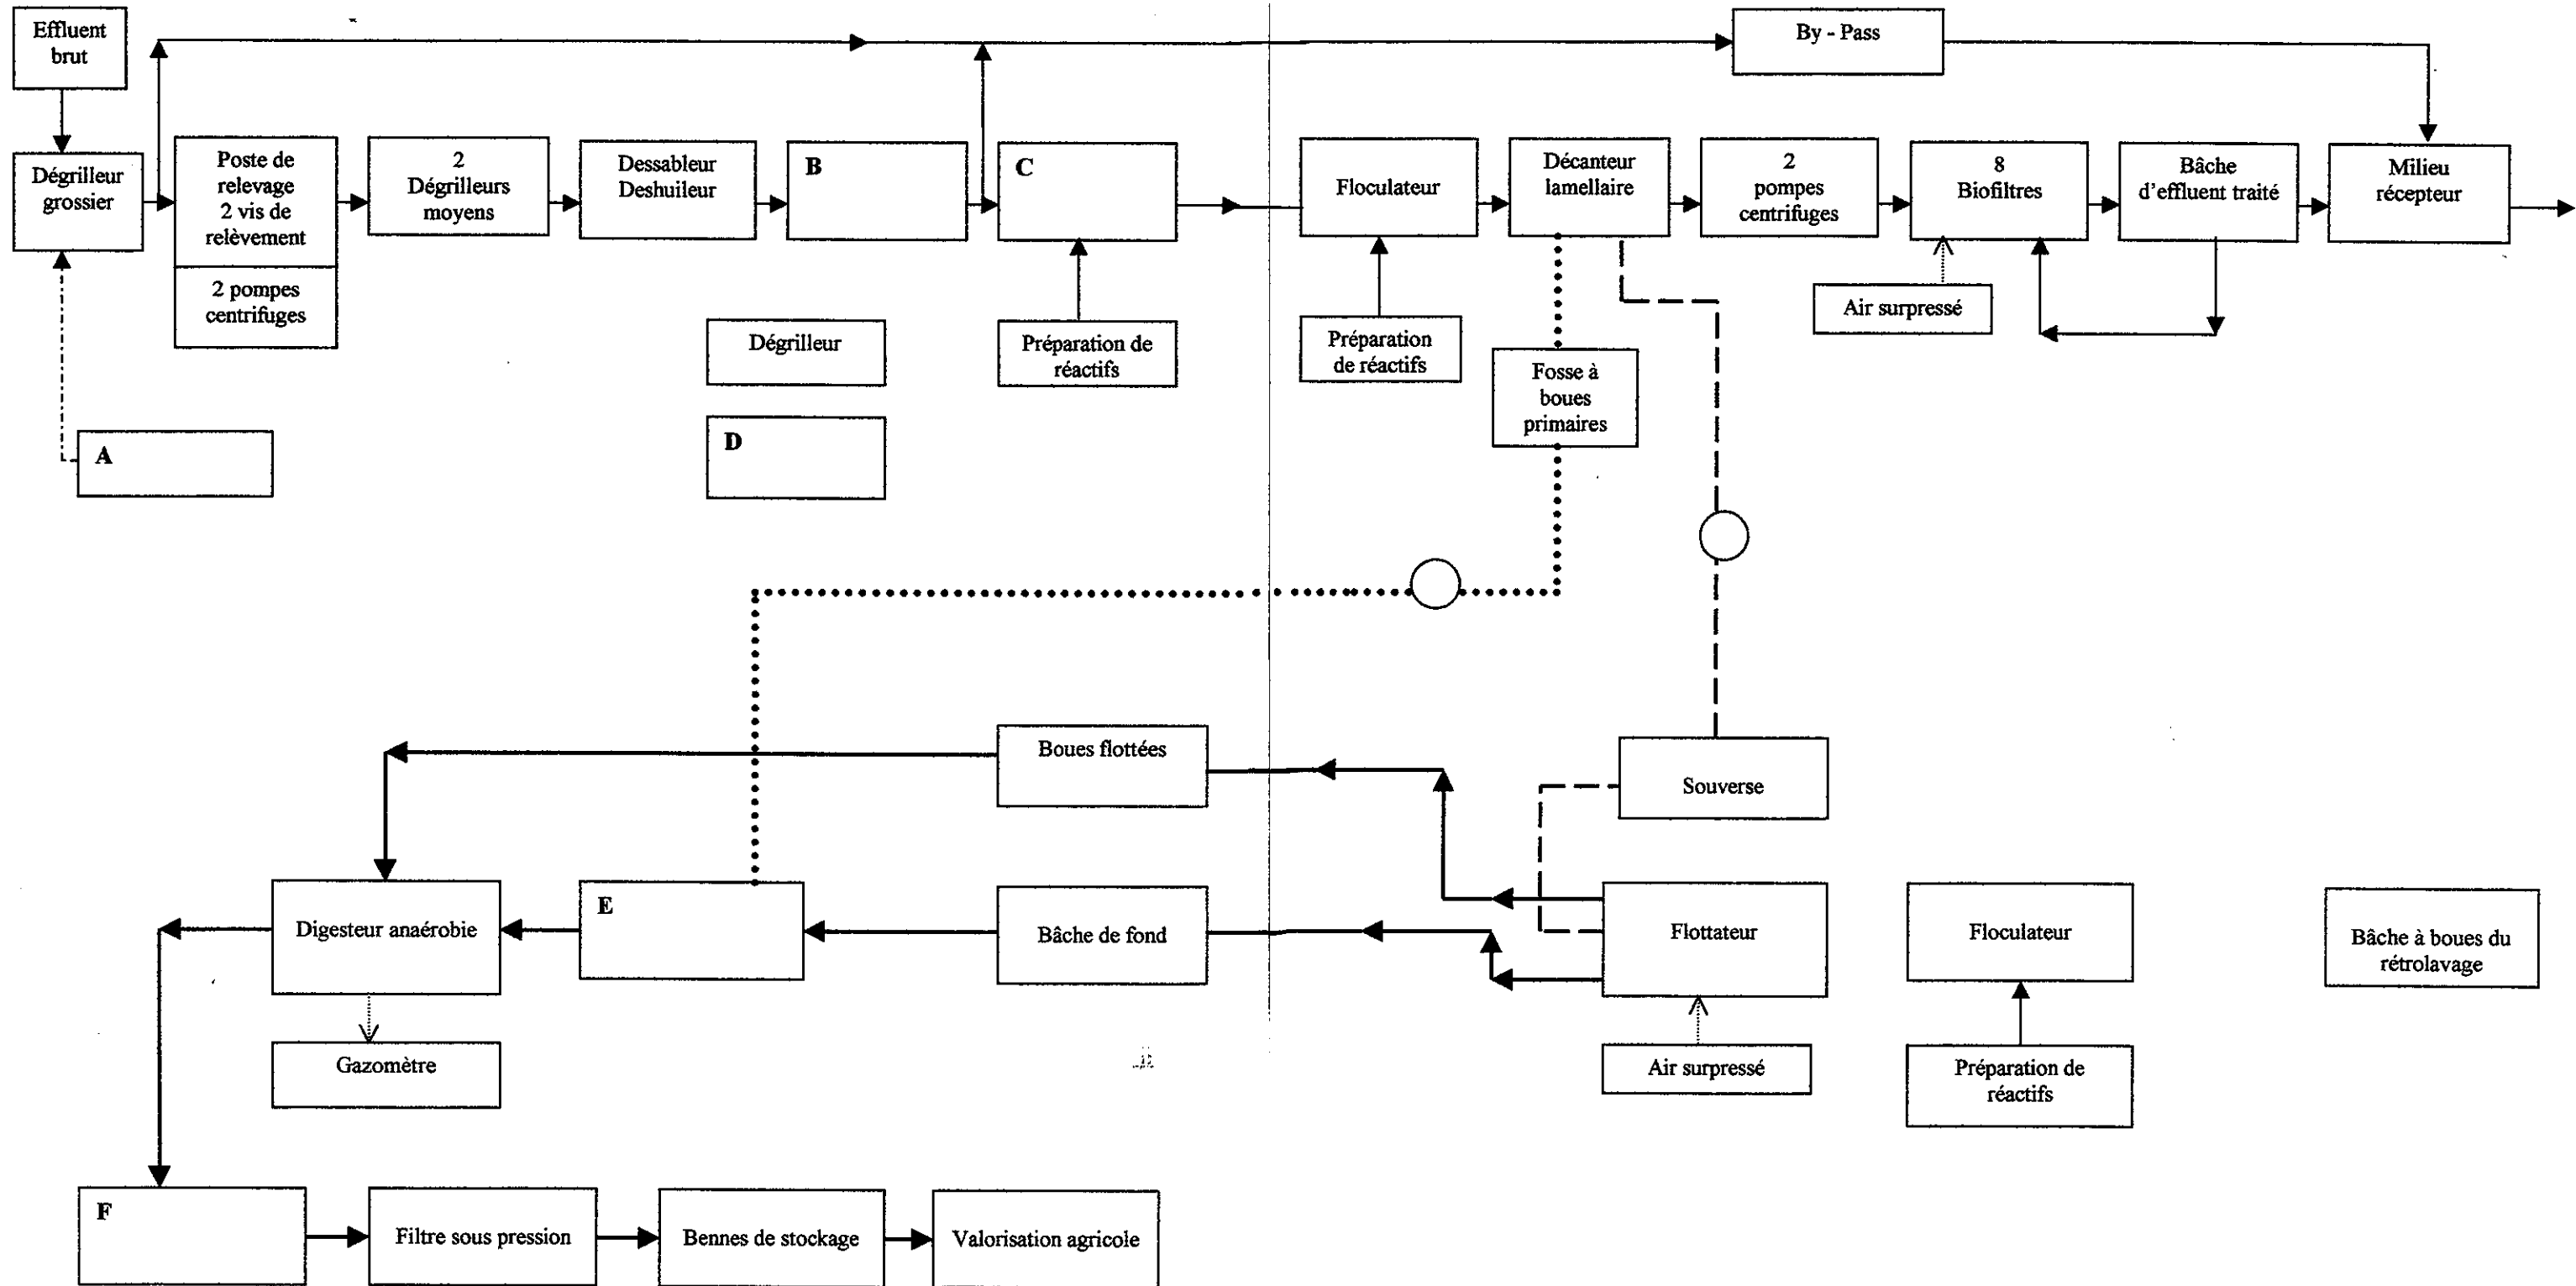 Effluent
brut
By - Pass
Dégrilleur
grossier
Poste de
relevage
2 vis de
relèvement
2 pompes
centrifuges
2
Dégrilleurs
moyens
Dessableur
Deshuileur
B
C
Floculateur
Décanteur
lamellaire
2
pompes
centrifuges
8
Biofiltres
Bâche
d'effluent traité
Milieu
récepteur
Dégrilleur
Préparation de
réactifs
Préparation
de réactifs
Fosse à
boues
primaires
Air surpressé
A
D
Boues flottées
Souverse
Digesteur anaérobie
E
Bâche de fond
Flottateur
Floculateur
Bâche à boues du
rétrolavage
Gazomètre
Air surpressé
Préparation de
réactifs
F
Filtre sous pression
Bennes de stockage
Valorisation agricole